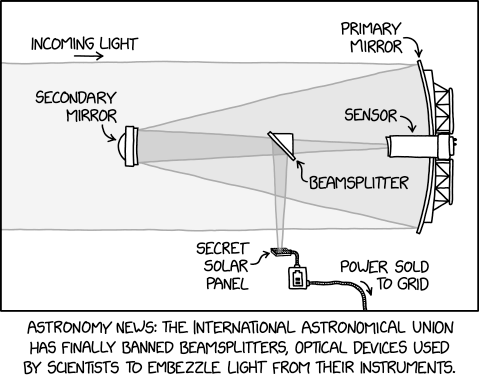 INCOMING LIGHT
PRIMARY
MIRROR
SECONDARY
MIRROR
SENSOR
BEAMSPLITTER
SECRET
SOLAR
PANEL
POWER SOLD
TO GRID
ASTRONOMY NEWS: THE INTERNATIONAL ASTRONOMICAL UNION
HAS FINALLY BANNED BEAMSPLITTERS, OPTICAL DEVICES USED
BY SCIENTISTS TO EMBEZZLE LIGHT FROM THEIR INSTRUMENTS.